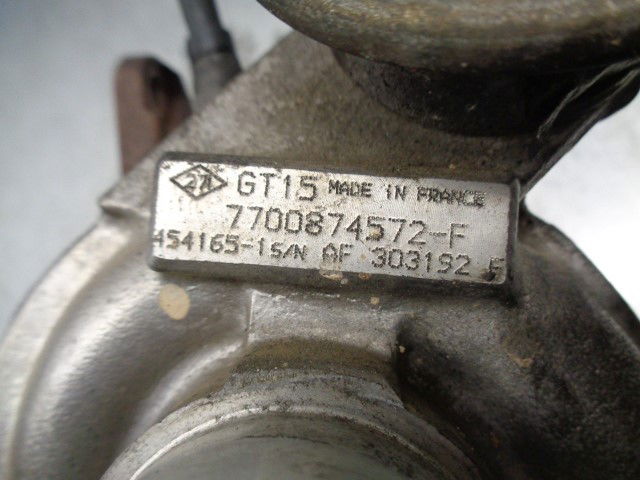 GT15 MADE IN FRANCE
7700874572-F
454165-1 S/N AF 303192 F